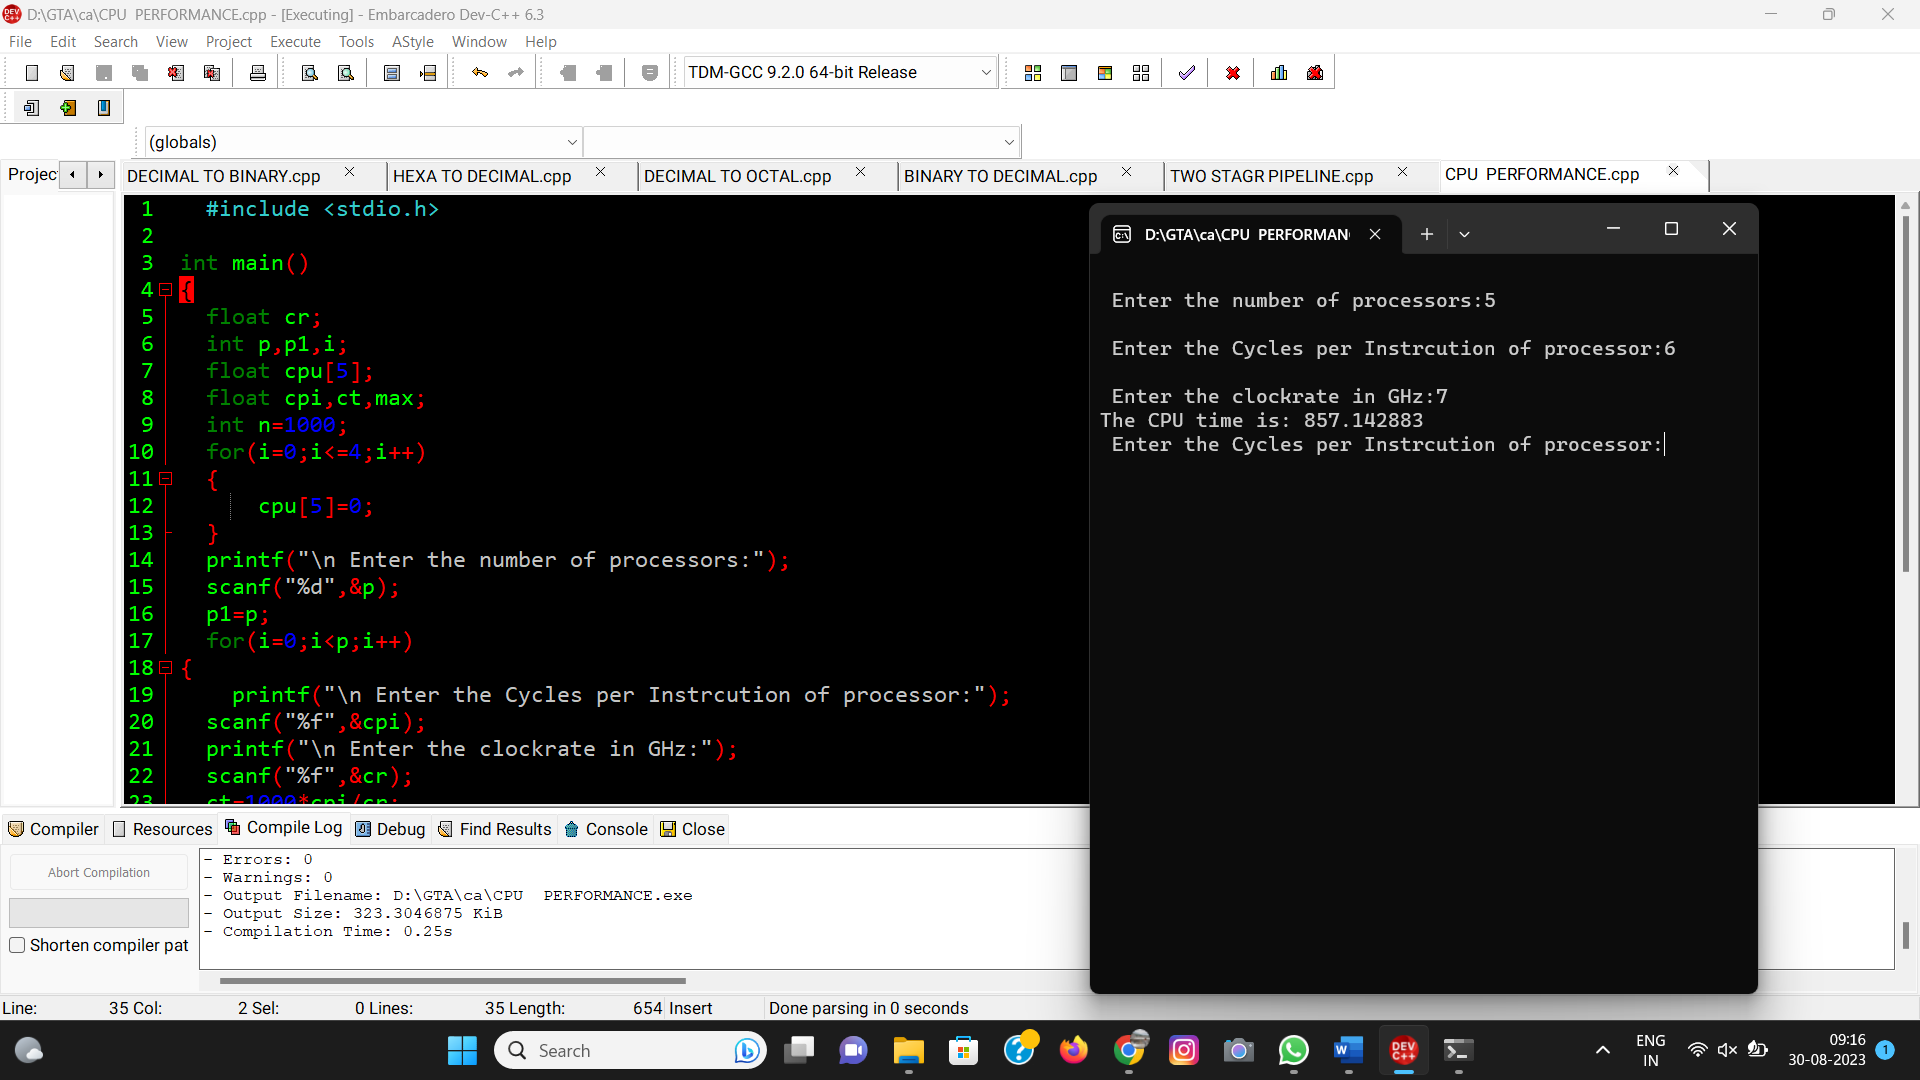 D:\GTA\ca\CPU  PERFORMANCE.cpp - [Executing] - Embarcadero Dev-C++ 6.3
File Edit Search View Project Execute Tools AStyle Window Help
TDM-GCC 9.2.0 64-bit Release
(globals)
Projec
DECIMAL TO BINARY.cpp HEXA TO DECIMAL.cpp DECIMAL TO OCTAL.cpp BINARY TO DECIMAL.cpp TWO STAGR PIPELINE.cpp CPU  PERFORMANCE.cpp
1 #include <stdio.h>
2
3 int main()
4 {
5 float cr;
6 int p,p1,i;
7 float cpu[5];
8 float cpi,ct,max;
9 int n=1000;
10 for(i=0;i<=4;i++)
11 {
12 cpu[5]=0;
13 }
14 printf("\n Enter the number of processors:");
15 scanf("%d",&p);
16 p1=p;
17 for(i=0;i<p;i++)
18 {
19 printf("\n Enter the Cycles per Instrcution of processor:");
20 scanf("%f",&cpi);
21 printf("\n Enter the clockrate in GHz:");
22 scanf("%f",&cr);
23 ct=1000*cpi/cr;
D:\GTA\ca\CPU  PERFORMAN
Enter the number of processors:5
Enter the Cycles per Instrcution of processor:6
Enter the clockrate in GHz:7
The CPU time is: 857.142883
Enter the Cycles per Instrcution of processor:
Compiler Resources Compile Log Debug Find Results Console Close
Abort Compilation
Shorten compiler pat
- Errors: 0
- Warnings: 0
- Output Filename: D:\GTA\ca\CPU  PERFORMANCE.exe
- Output Size: 323.3046875 KiB
- Compilation Time: 0.25s
Line: 35 Col: 2 Sel: 0 Lines: 35 Length: 654 Insert Done parsing in 0 seconds
Search
DEV C++
ENG
IN
09:16
30-08-2023
1